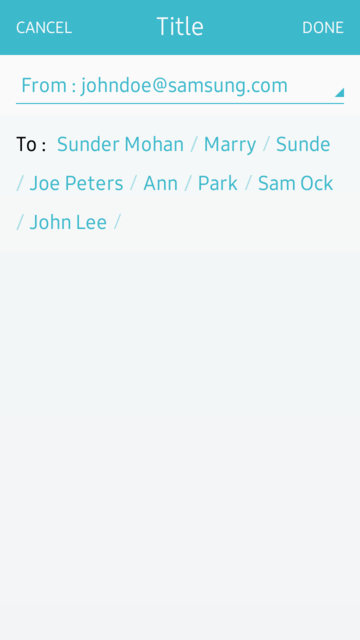 CANCEL Title DONE
From : johndoe@samsung.com
To : Sunder Mohan / Marry / Sunde
/ Joe Peters / Ann / Park / Sam Ock
/ John Lee /